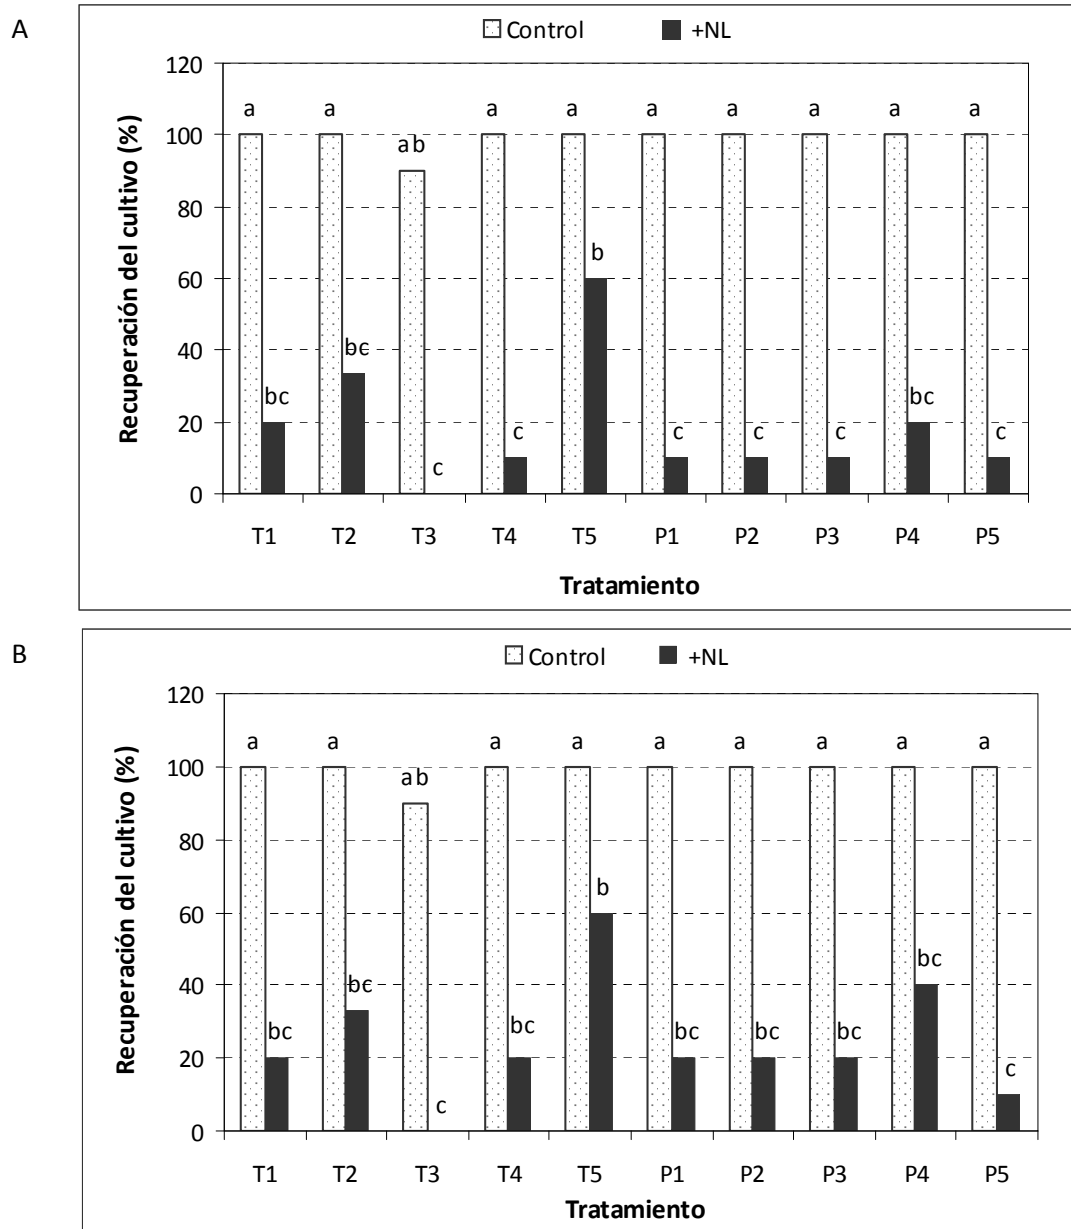 A
Control +NL
Recuperación del cultivo (%)
120
100
80
60
40
20
0
a a ab a a a a a a a
bc bc c c b c c c bc c
T1 T2 T3 T4 T5 P1 P2 P3 P4 P5
Tratamiento
B
Control +NL
Recuperación del cultivo (%)
120
100
80
60
40
20
0
a a ab a a a a a a a
bc bc c bc b bc bc bc bc c
T1 T2 T3 T4 T5 P1 P2 P3 P4 P5
Tratamiento